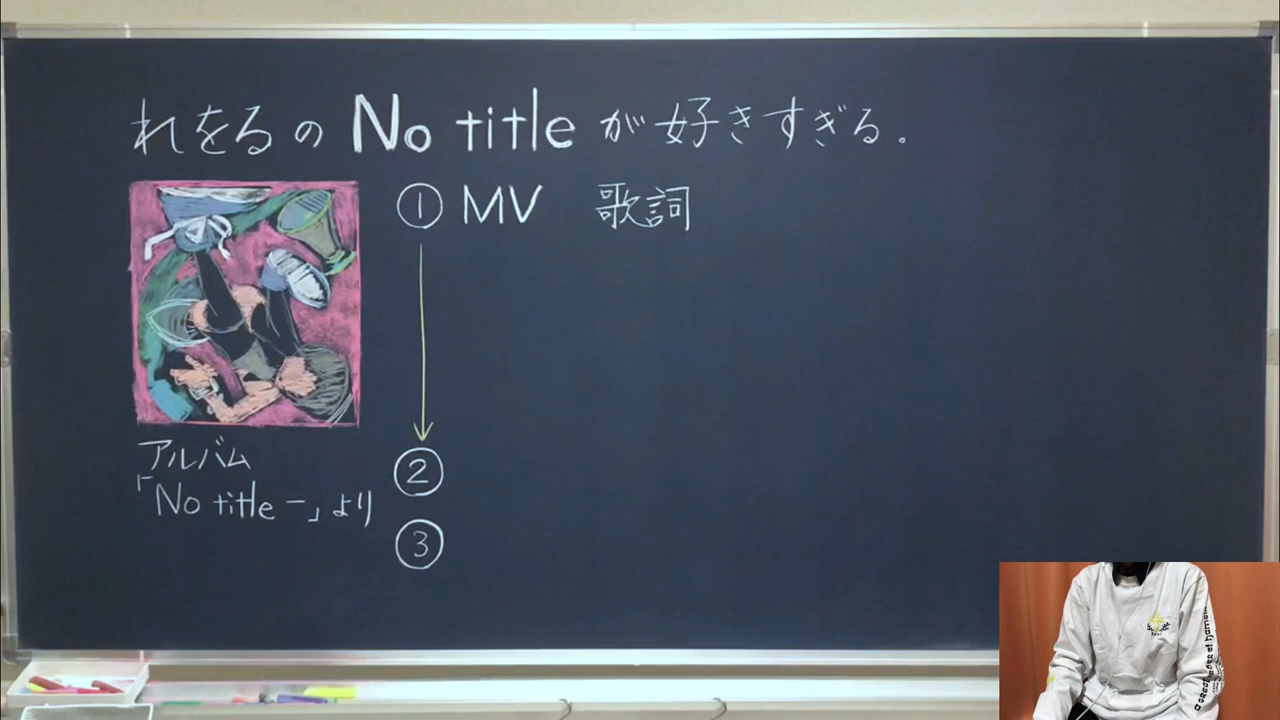 れをるの No title が好きすぎる。
① MV 歌詞
アルバム
「No title −」より
②
③